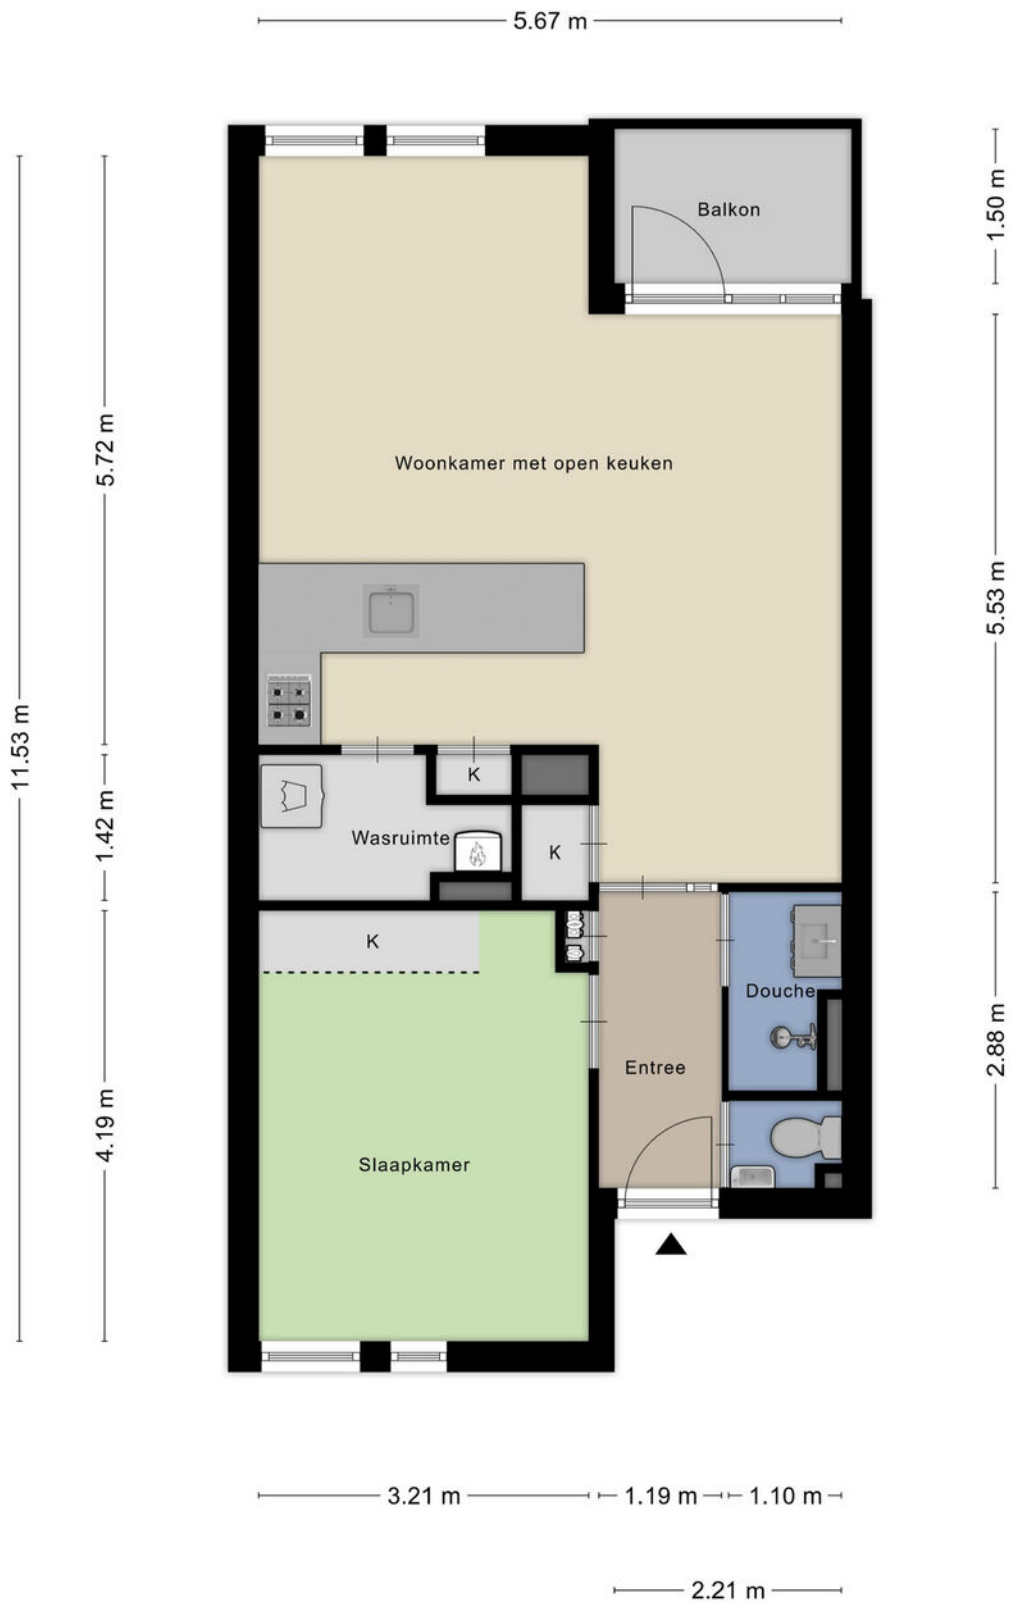 5.67 m
Balkon
1.50 m
5.72 m
Woonkamer met open keuken
5.53 m
11.53 m
K
1.42 m
Wasruimte
K
K
Douche
2.88 m
Entree
4.19 m
Slaapkamer
3.21 m
1.19 m
1.10 m
2.21 m